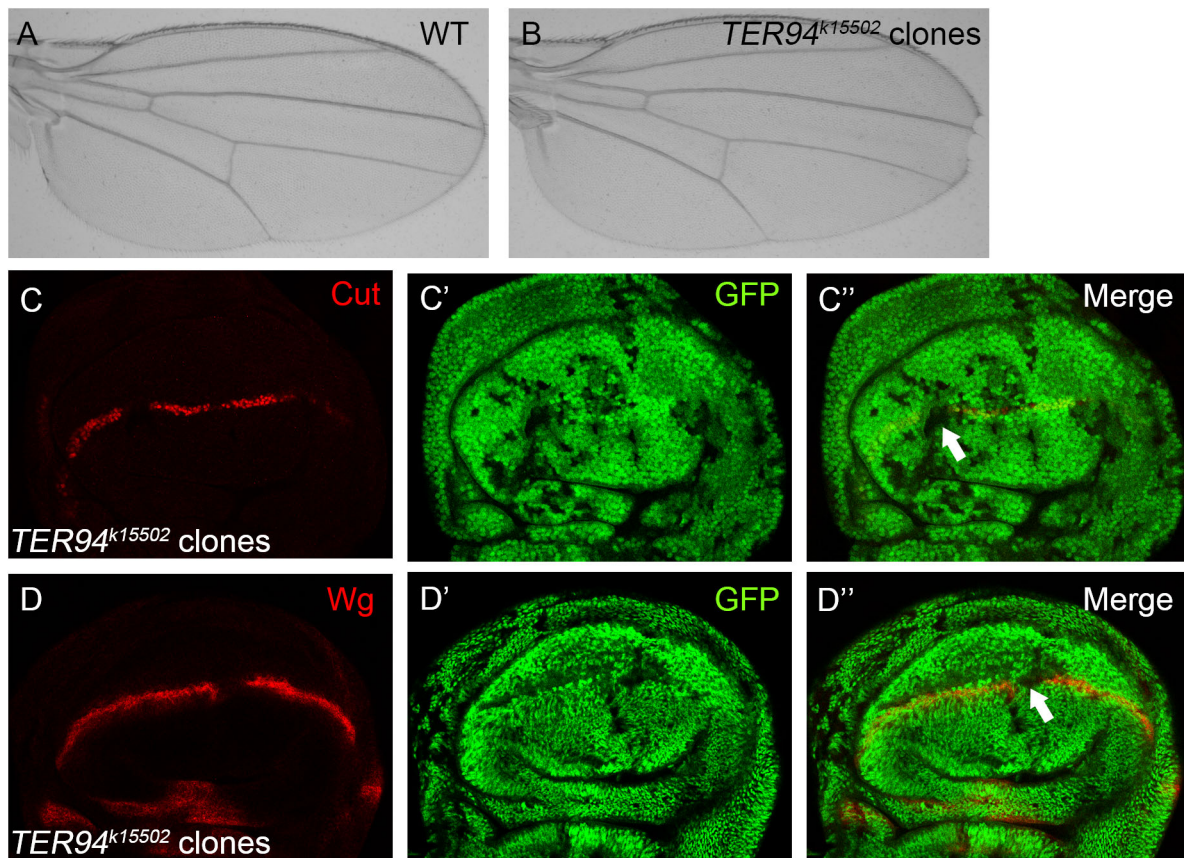 A WT
B TER94k15502 clones
C Cut
TER94k15502 clones
C’ GFP
C’’ Merge
D Wg
TER94k15502 clones
D’ GFP
D’’ Merge